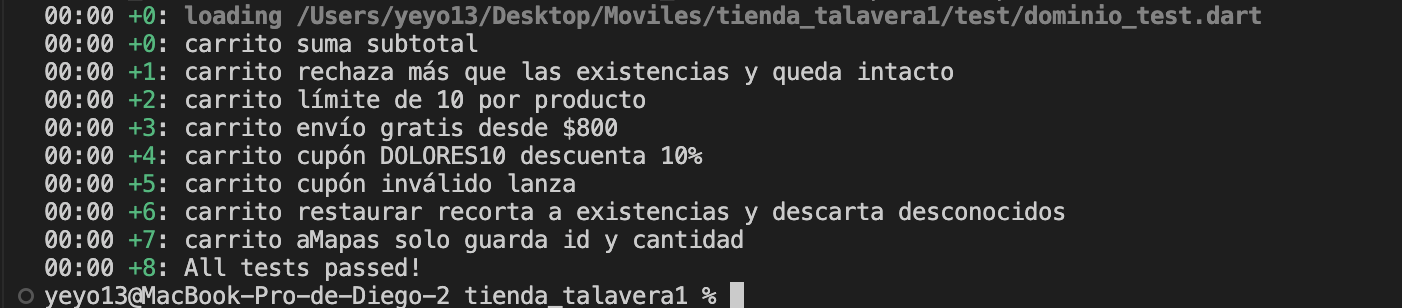 00:00 +0: loading /Users/yeyo13/Desktop/Moviles/tienda_talavera1/test/dominio_test.dart
00:00 +0: carrito suma subtotal
00:00 +1: carrito rechaza más que las existencias y queda intacto
00:00 +2: carrito límite de 10 por producto
00:00 +3: carrito envío gratis desde $800
00:00 +4: carrito cupón DOLORES10 descuenta 10%
00:00 +5: carrito cupón inválido lanza
00:00 +6: carrito restaurar recorta a existencias y descarta desconocidos
00:00 +7: carrito aMapas solo guarda id y cantidad
00:00 +8: All tests passed!
yeyo13@MacBook-Pro-de-Diego-2 tienda_talavera1 %